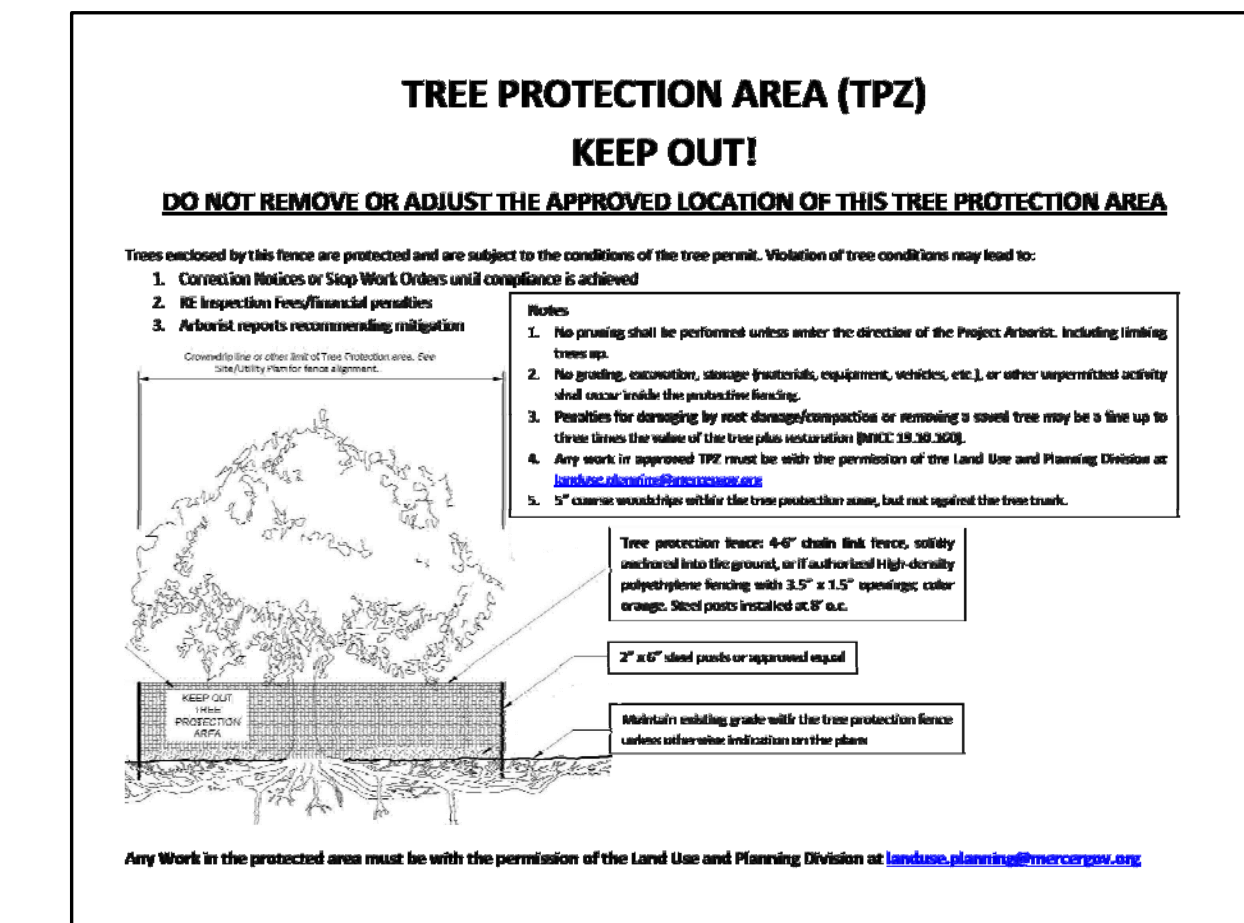 TREE PROTECTION AREA (TPZ)
KEEP OUT!
DO NOT REMOVE OR ADJUST THE APPROVED LOCATION OF THIS TREE PROTECTION AREA
Trees enclosed by this fence are protected and are subject to the conditions of the tree permit. Violation of tree conditions may lead to:
1. Correction Notices or Stop Work Orders until compliance is achieved
2. RE Inspection Fees/financial penalties
3. Arborist reports recommending mitigation
Notes
1. No pruning shall be performed unless under the direction of the Project Arborist. Including limbing
trees up.
2. No grading, excavation, storage (materials, equipment, vehicles, etc.), or other unpermitted activity
shall occur inside the protective fencing.
3. Penalties for damaging by root damage/compaction or removing a saved tree may be a fine up to
three times the value of the tree plus restoration (MICC 19.10.160).
4. Any work in approved TPZ must be with the permission of the Land Use and Planning Division at
landuse.planning@mercergov.org
5. 5" coarse woodchips within the tree protection zone, but not against the tree trunk.
Crowndrip line or other limit of Tree Protection area. See
Site/Utility Plan for fence alignment.
Tree protection fence: 4-6" chain link fence, solidly
anchored into the ground, or if authorized High-density
polyethylene fencing with 3.5" x 1.5" openings; color
orange. Steel posts installed at 8' o.c.
2" x 6" steel posts or approved equal
KEEP OUT
TREE
PROTECTION
AREA
Maintain existing grade with the tree protection fence
unless otherwise indication on the plans
Any Work in the protected area must be with the permission of the Land Use and Planning Division at landuse.planning@mercergov.org